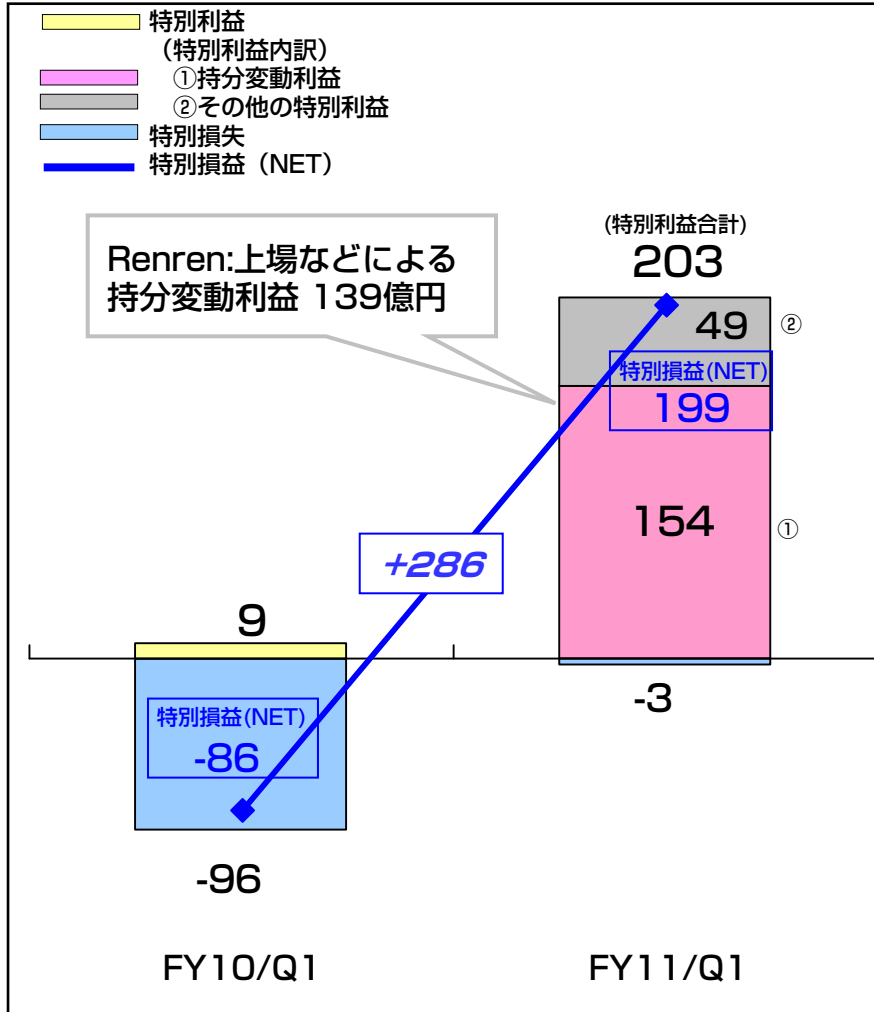 特別利益
（特別利益内訳）
①持分変動利益
②その他の特別利益
特別損失
特別損益（NET）
Renren:上場などによる
持分変動利益 139億円
(特別利益合計)
203
49
②
特別損益(NET)
199
154
①
+286
9
特別損益(NET)
-86
-3
-96
FY10/Q1
FY11/Q1